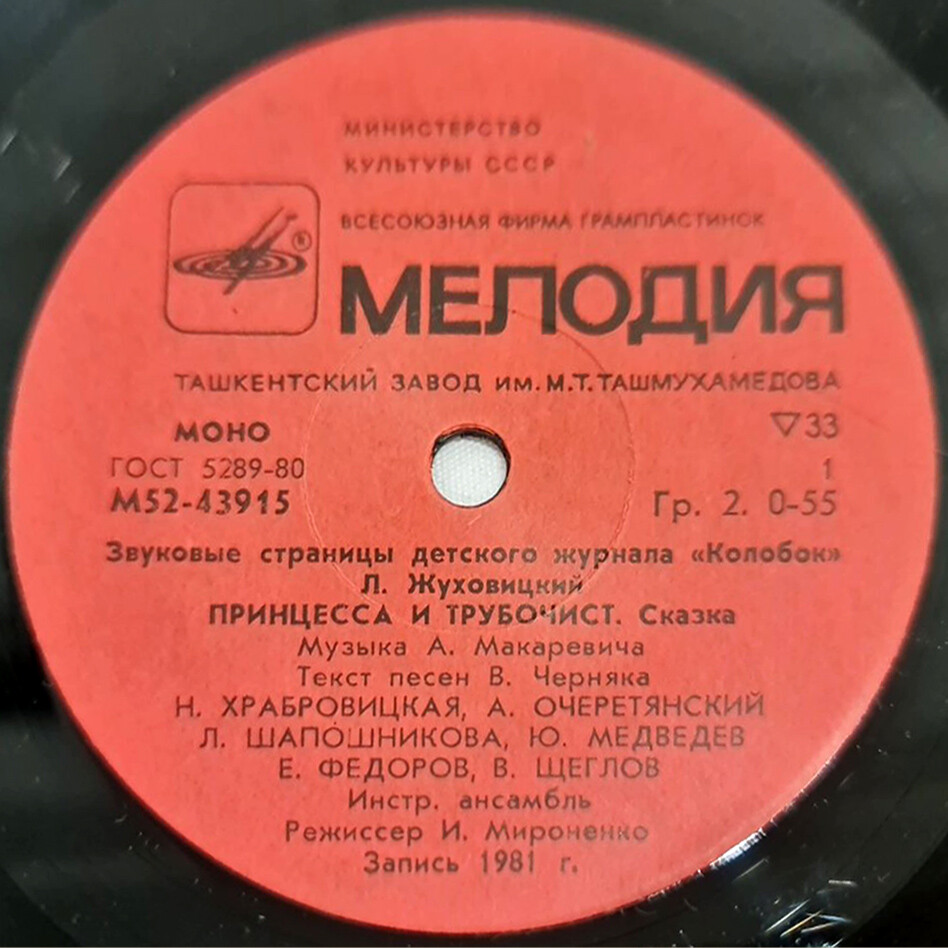 МИНИСТЕРСТВО
КУЛЬТУРЫ СССР
ВСЕСОЮЗНАЯ ФИРМА ГРАМПЛАСТИНОК
®
МЕЛОДИЯ
ТАШКЕНТСКИЙ ЗАВОД ИМ. М. Т. ТАШМУХАМЕДОВА
МОНО ▽33
ГОСТ 5289-80 1
М52-43915 Гр. 2. 0-55
Звуковые страницы детского журнала «Колобок»
Л. Жуховицкий
ПРИНЦЕССА И ТРУБОЧИСТ. Сказка
Музыка А. Макаревича
Текст песен В. Черняка
Н. ХРАБРОВИЦКАЯ, А. ОЧЕРЕТЯНСКИЙ
Л. ШАПОШНИКОВА, Ю. МЕДВЕДЕВ
Е. ФЕДОРОВ, В. ЩЕГЛОВ
Инстр. ансамбль
Режиссер И. Мироненко
Запись 1981 г.